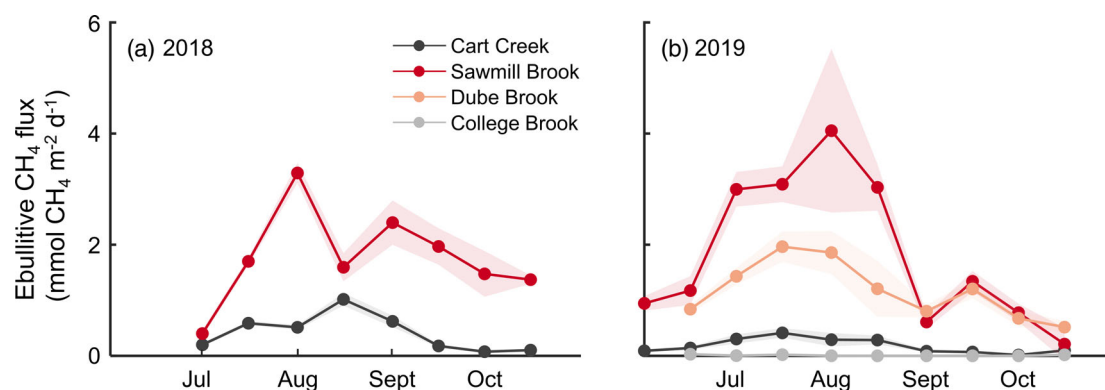 Ebullitive CH₄ flux
(mmol CH₄ m⁻² d⁻¹)
6
4
2
0
(a) 2018
Cart Creek
Sawmill Brook
Dube Brook
College Brook
Jul Aug Sept Oct
(b) 2019
Jul Aug Sept Oct